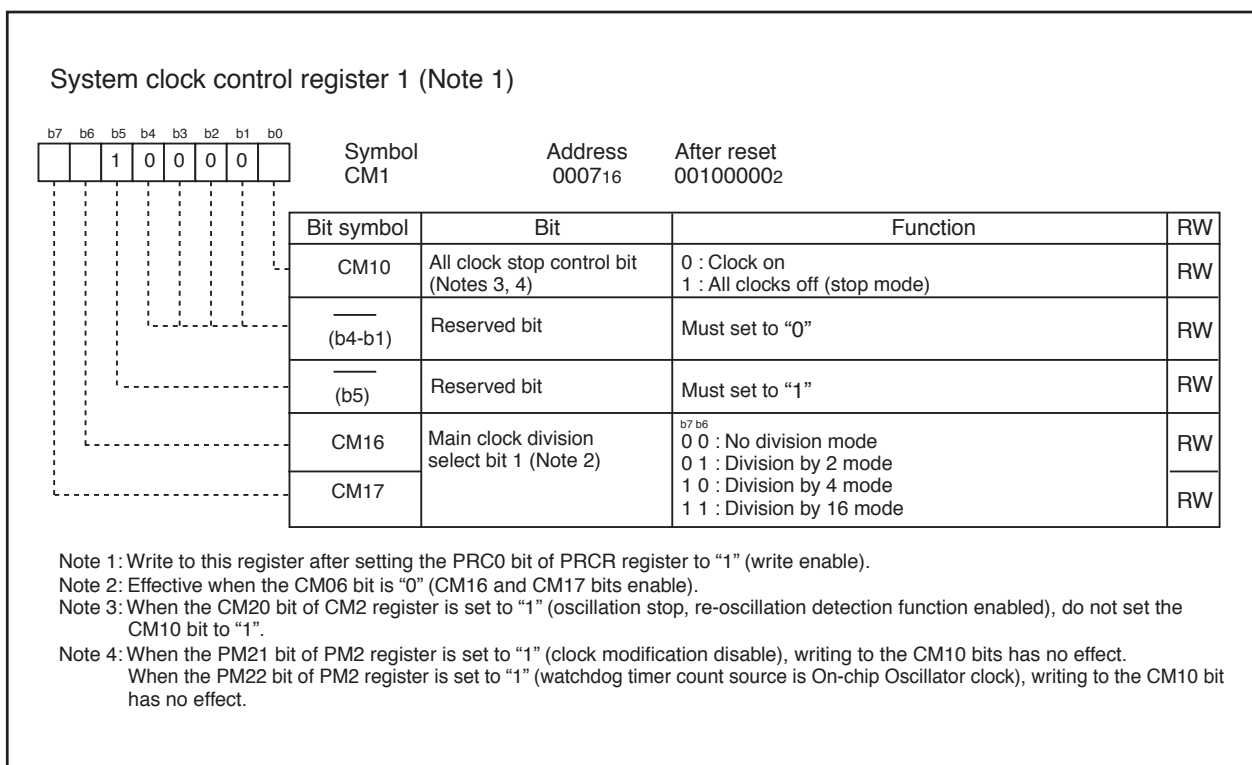 System clock control register 1 (Note 1)
b7 b6 b5 b4 b3 b2 b1 b0
1 0 0 0 0
Symbol Address After reset
CM1 000716 001000002
Bit symbol Bit Function RW
CM10 All clock stop control bit (Notes 3, 4) 0 : Clock on RW
1 : All clocks off (stop mode)
(b4-b1) Reserved bit Must set to “0” RW
(b5) Reserved bit Must set to “1” RW
b7 b6
CM16 Main clock division select bit 1 (Note 2) 0 0 : No division mode RW
0 1 : Division by 2 mode
CM17 1 0 : Division by 4 mode RW
1 1 : Division by 16 mode
Note 1: Write to this register after setting the PRC0 bit of PRCR register to “1” (write enable).
Note 2: Effective when the CM06 bit is “0” (CM16 and CM17 bits enable).
Note 3: When the CM20 bit of CM2 register is set to “1” (oscillation stop, re-oscillation detection function enabled), do not set the
CM10 bit to “1”.
Note 4: When the PM21 bit of PM2 register is set to “1” (clock modification disable), writing to the CM10 bits has no effect.
When the PM22 bit of PM2 register is set to “1” (watchdog timer count source is On-chip Oscillator clock), writing to the CM10 bit
has no effect.